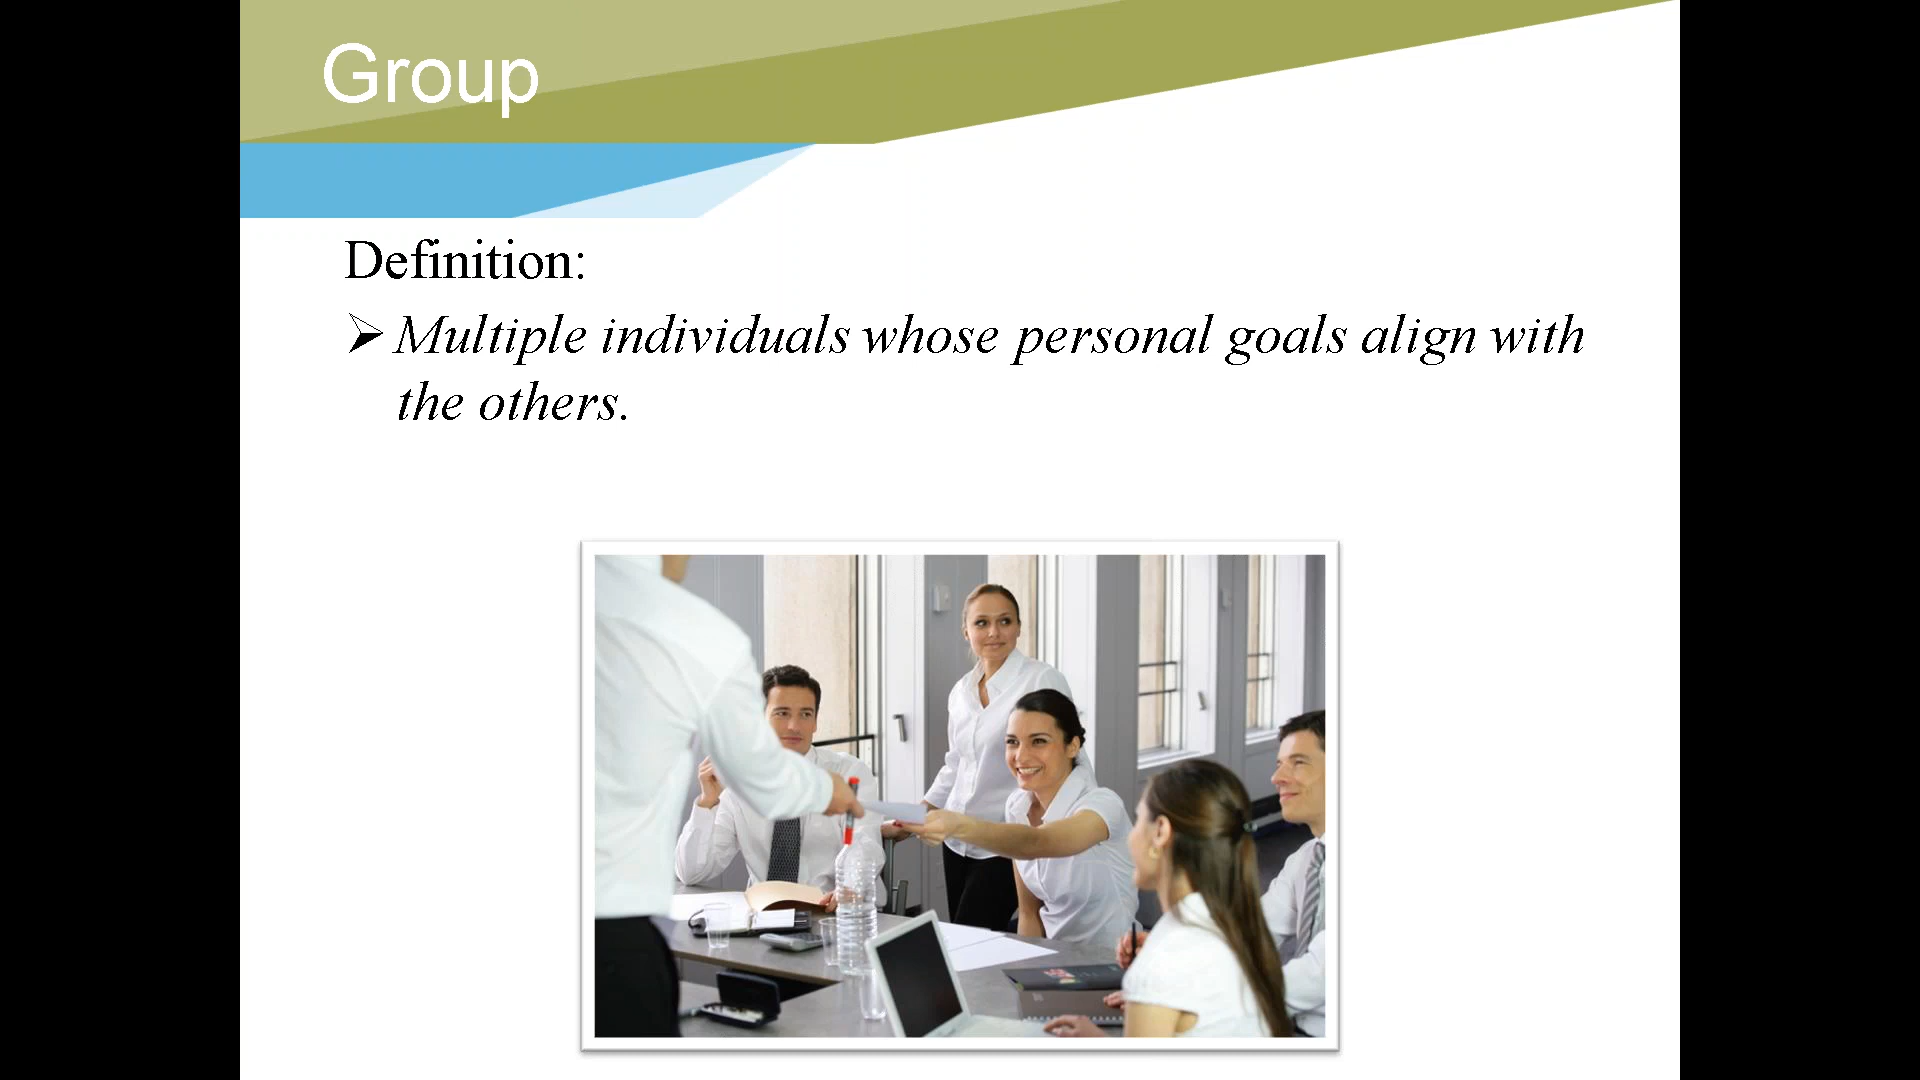 Group
Definition:
➢ Multiple individuals whose personal goals align with
the others.